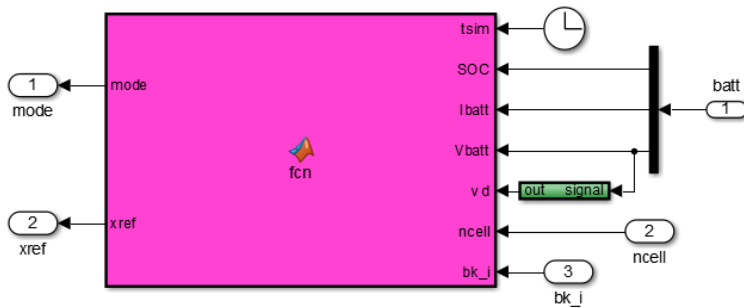 tsim
SOC
batt
1
mode
1
mode
Ibatt
Vbatt
fcn
vd
out signal
2
xref
xref
ncell
2
ncell
bk_i
3
bk_i